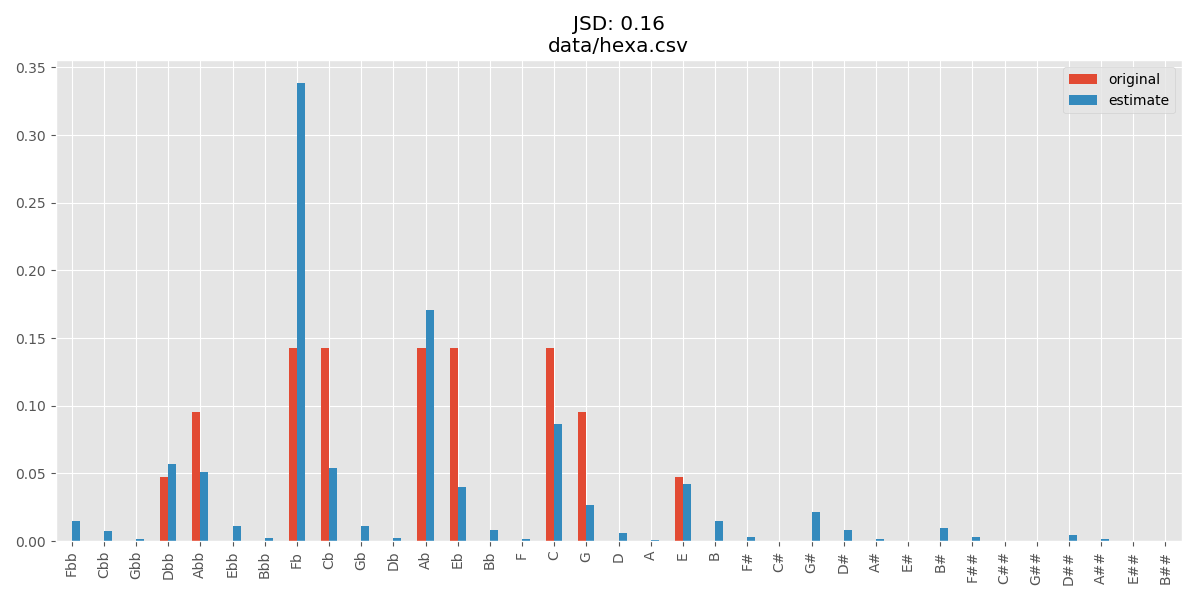 JSD: 0.16
data/hexa.csv
original
estimate
0.35
0.30
0.25
0.20
0.15
0.10
0.05
0.00
Fbb Cbb Gbb Dbb Abb Ebb Bbb Fb Cb Gb Db Ab Eb Bb F C G D A E B F# C# G# D# A# E# B# F## C## G## D## A## E## B##